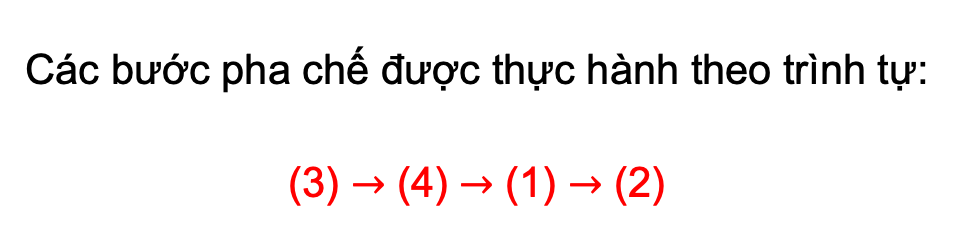 Các bước pha chế được thực hành theo trình tự:
(3) → (4) → (1) → (2)